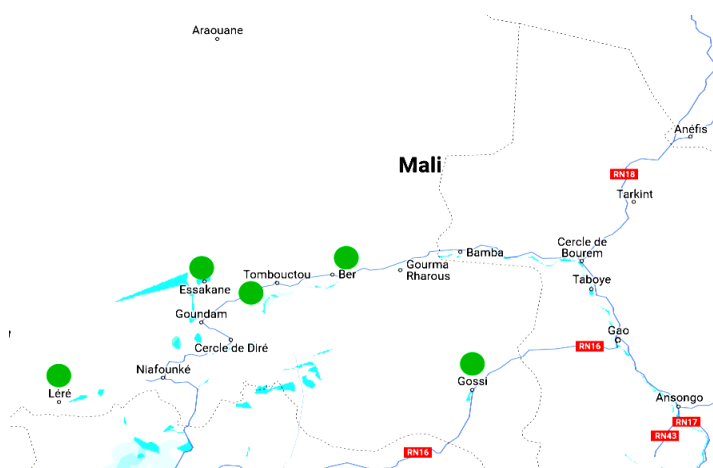 Araouane
Anéfis
Mali
RN18
Tarkint
Cercle de
Bourem
Bamba
Gourma
Rharous
Tombouctou
Ber
Essakane
Taboye
Goundam
Gao
Cercle de Diré
RN16
Niafounké
Gossi
Léré
Ansongo
RN17
RN43
RN16